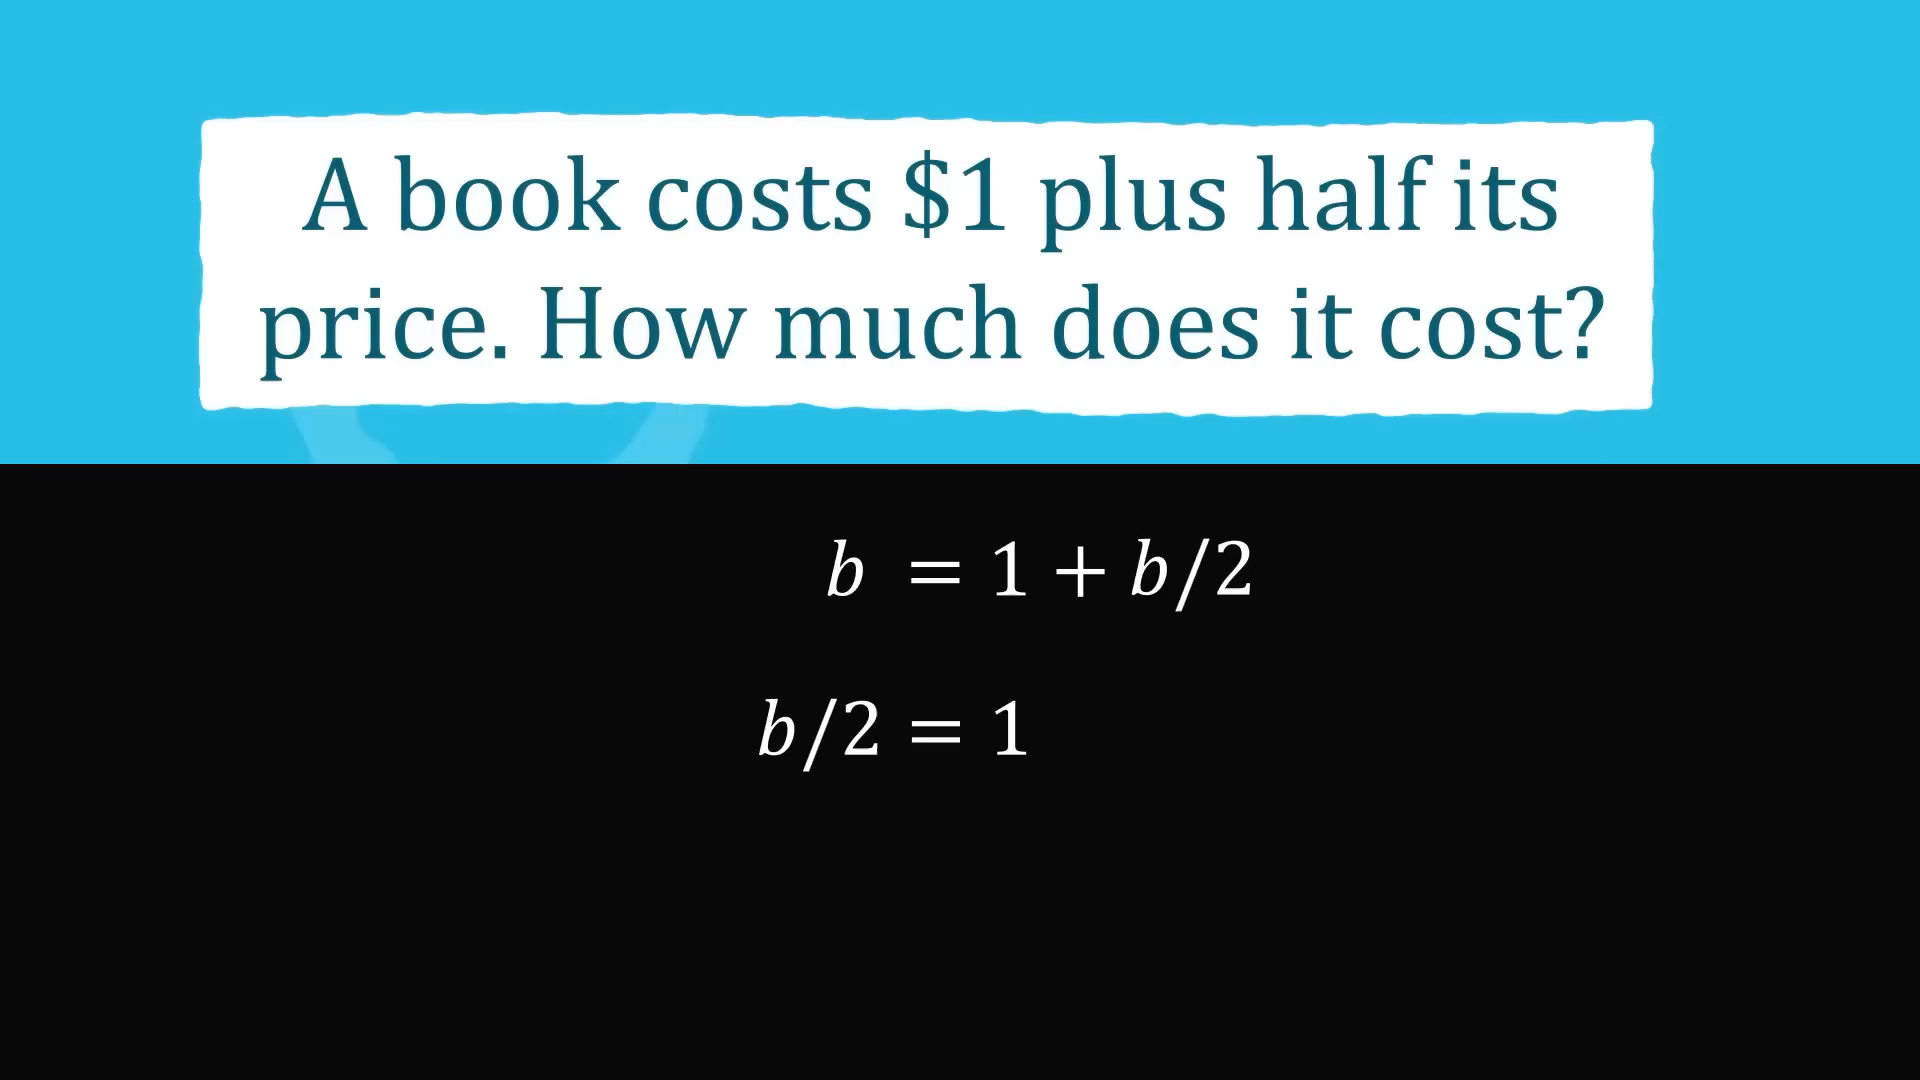 A book costs $1 plus half its
price. How much does it cost?
b = 1 + b/2
b/2 = 1